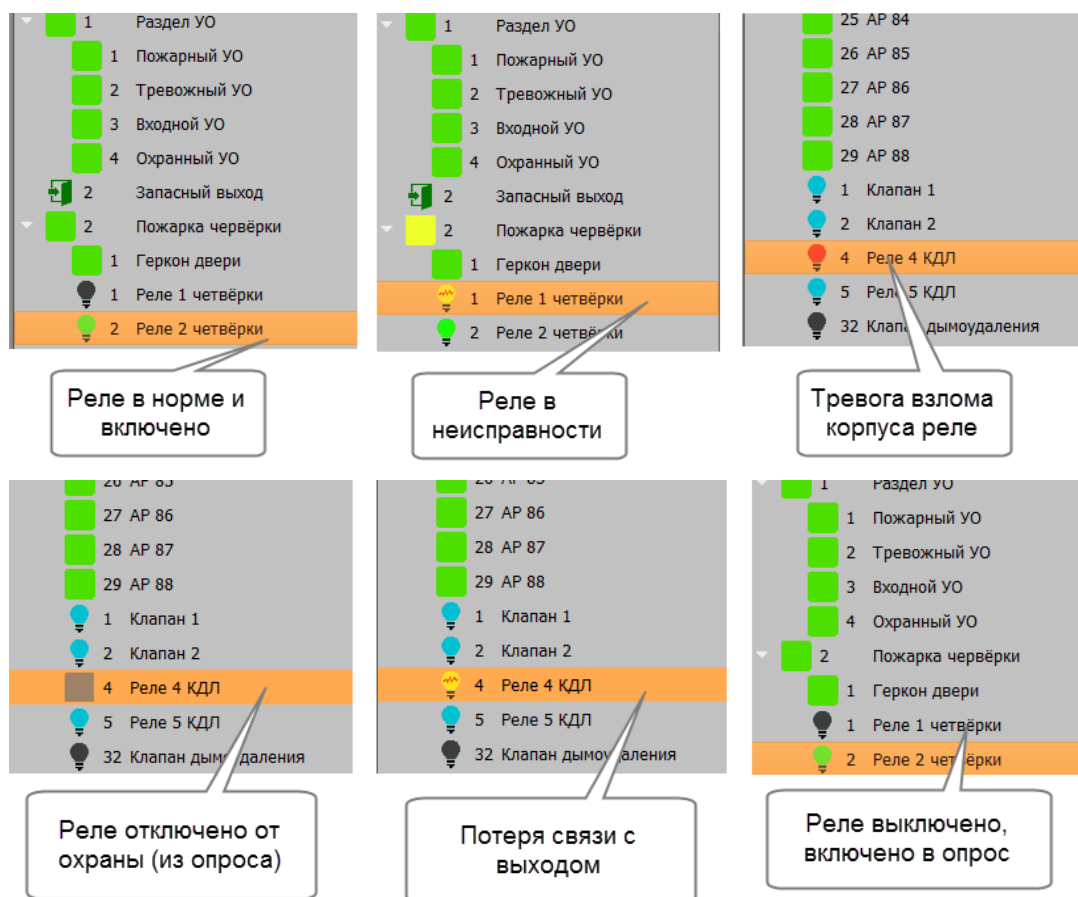 1 Раздел УО
1 Пожарный УО
2 Тревожный УО
3 Входной УО
4 Охранный УО
2 Запасный выход
2 Пожарка червёрки
1 Геркон двери
1 Реле 1 четвёрки
2 Реле 2 четвёрки
Реле в норме и
включено
1 Раздел УО
1 Пожарный УО
2 Тревожный УО
3 Входной УО
4 Охранный УО
2 Запасный выход
2 Пожарка червёрки
1 Геркон двери
1 Реле 1 четвёрки
2 Реле 2 четвёрки
Реле в
неисправности
25 АР 84
26 АР 85
27 АР 86
28 АР 87
29 АР 88
1 Клапан 1
2 Клапан 2
4 Реле 4 КДЛ
5 Реле 5 КДЛ
32 Клапан дымоудаления
Тревога взлома
корпуса реле
26 АР 85
27 АР 86
28 АР 87
29 АР 88
1 Клапан 1
2 Клапан 2
4 Реле 4 КДЛ
5 Реле 5 КДЛ
32 Клапан дымоудаления
Реле отключено от
охраны (из опроса)
26 АР 85
27 АР 86
28 АР 87
29 АР 88
1 Клапан 1
2 Клапан 2
4 Реле 4 КДЛ
5 Реле 5 КДЛ
32 Клапан дымоудаления
Потеря связи с
выходом
1 Раздел УО
1 Пожарный УО
2 Тревожный УО
3 Входной УО
4 Охранный УО
2 Пожарка червёрки
1 Геркон двери
1 Реле 1 четвёрки
2 Реле 2 четвёрки
Реле выключено,
включено в опрос